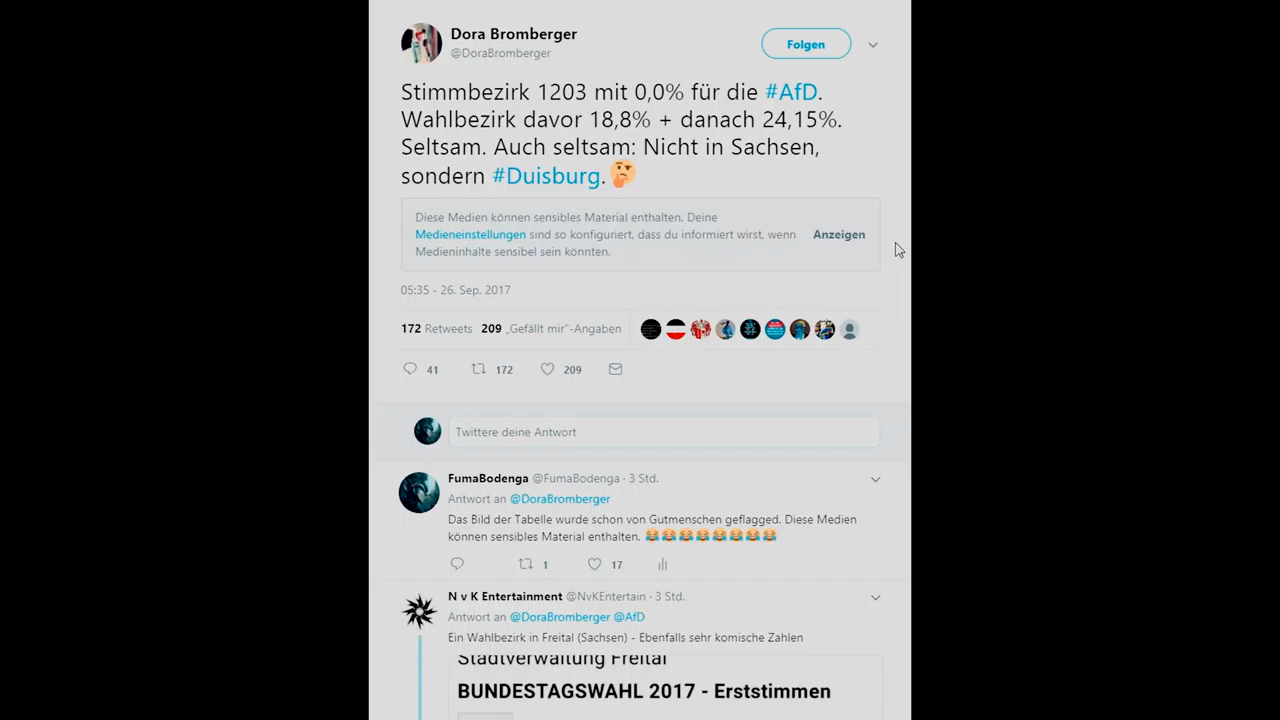 Dora Bromberger
@DoraBromberger
Folgen
Stimmbezirk 1203 mit 0,0% für die #AfD.
Wahlbezirk davor 18,8% + danach 24,15%.
Seltsam. Auch seltsam: Nicht in Sachsen,
sondern #Duisburg.
Diese Medien können sensibles Material enthalten. Deine
Medieneinstellungen sind so konfiguriert, dass du informiert wirst, wenn
Medieninhalte sensibel sein könnten.
Anzeigen
05:35 - 26. Sep. 2017
172 Retweets 209 „Gefällt mir“-Angaben
41 172 209
Twittere deine Antwort
FumaBodenga @FumaBodenga · 3 Std.
Antwort an @DoraBromberger
Das Bild der Tabelle wurde schon von Gutmenschen geflagged. Diese Medien
können sensibles Material enthalten. 😂😂😂😂😂😂😂😂
1 17
N v K Entertainment @NvKEntertain · 3 Std.
Antwort an @DoraBromberger @AfD
Ein Wahlbezirk in Freital (Sachsen) - Ebenfalls sehr komische Zahlen
Stadtverwaltung Freital
BUNDESTAGSWAHL 2017 - Erststimmen